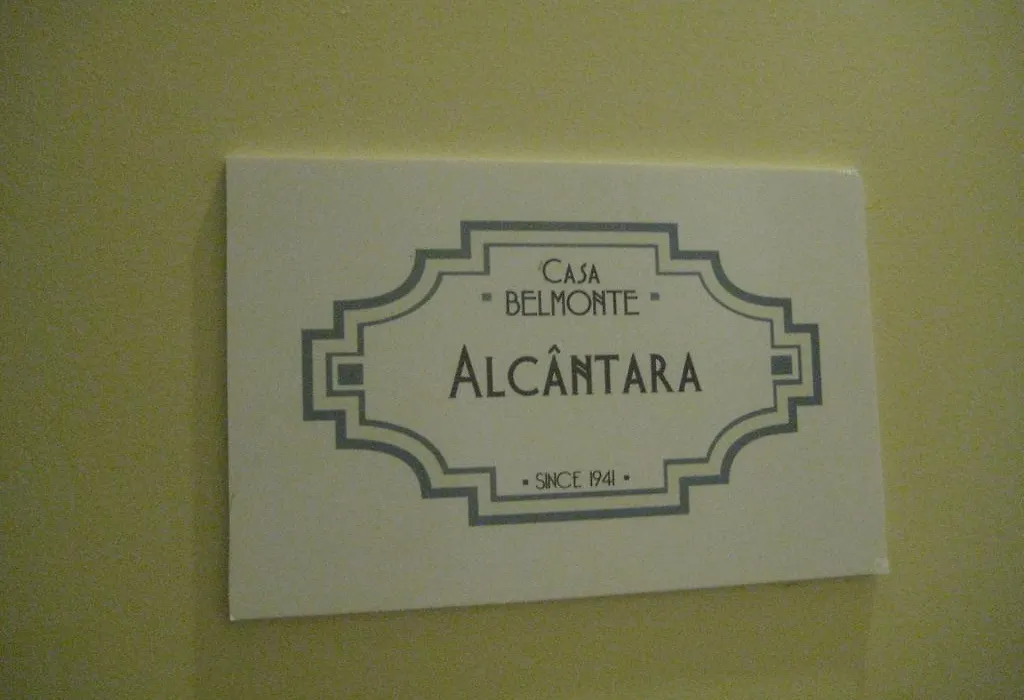 CASA
BELMONTE
ALCÂNTARA
SINCE 1941